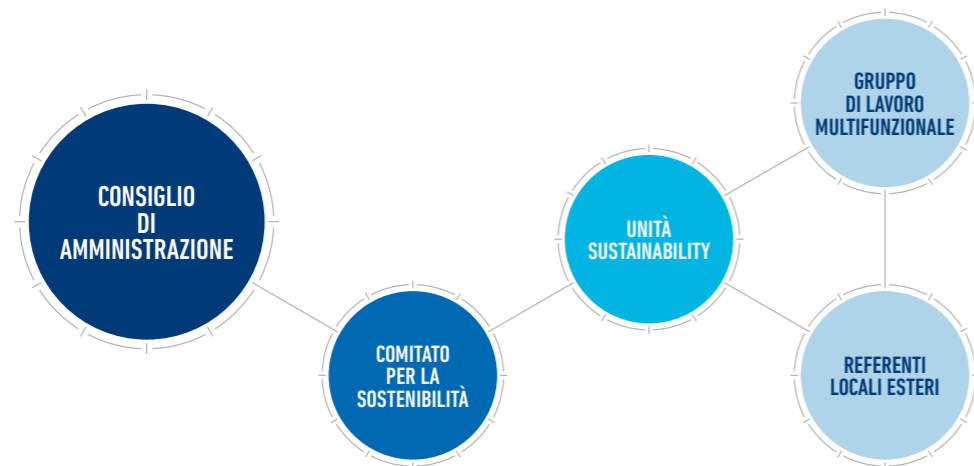 CONSIGLIO
DI
AMMINISTRAZIONE
COMITATO
PER LA
SOSTENIBILITÀ
UNITÀ
SUSTAINABILITY
GRUPPO
DI LAVORO
MULTIFUNZIONALE
REFERENTI
LOCALI ESTERI